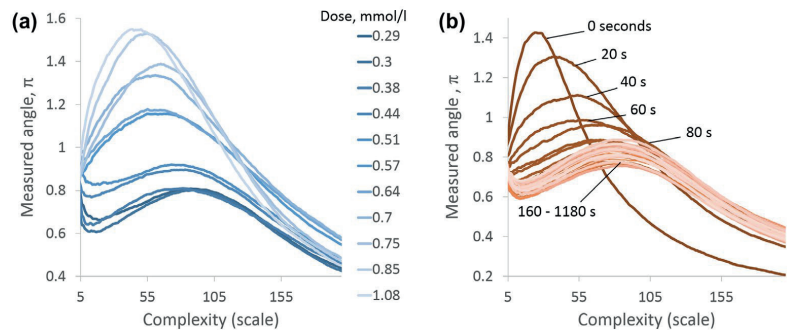 (a)
Dose, mmol/l
1.6
1.4
1.2
1
0.8
0.6
0.4
Measured angle, π
5
55
105
155
Complexity (scale)
0.29
0.3
0.38
0.44
0.51
0.57
0.64
0.7
0.75
0.85
1.08
(b)
1.4
1.2
1.0
0.8
0.6
0.4
0.2
Measured angle , π
0 seconds
20 s
40 s
60 s
80 s
160 - 1180 s
5
55
105
155
Complexity (scale)